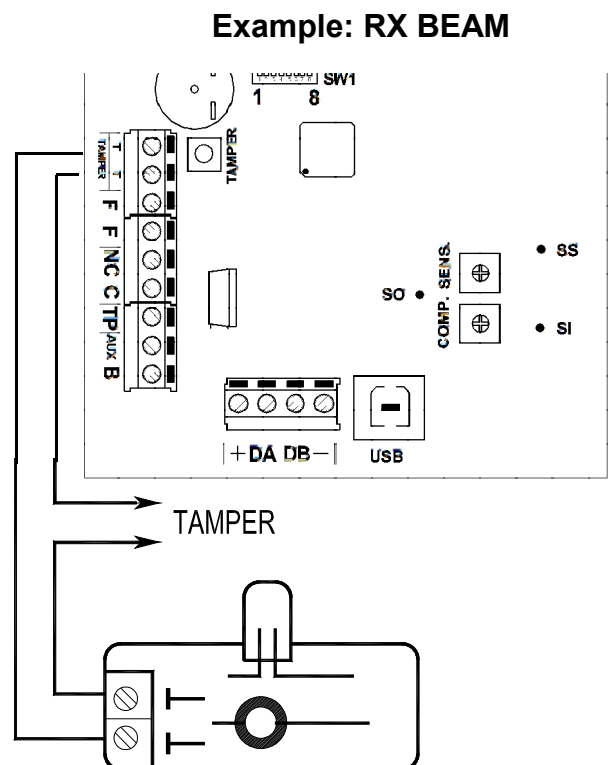 Example: RX BEAM
SW1
1 8
TAMPER
TAMPER
T
T
F
F
NC
C
TP
AUX
B
COMP. SENS.
SO
SS
SI
+ DA DB -
USB
TAMPER
T
T